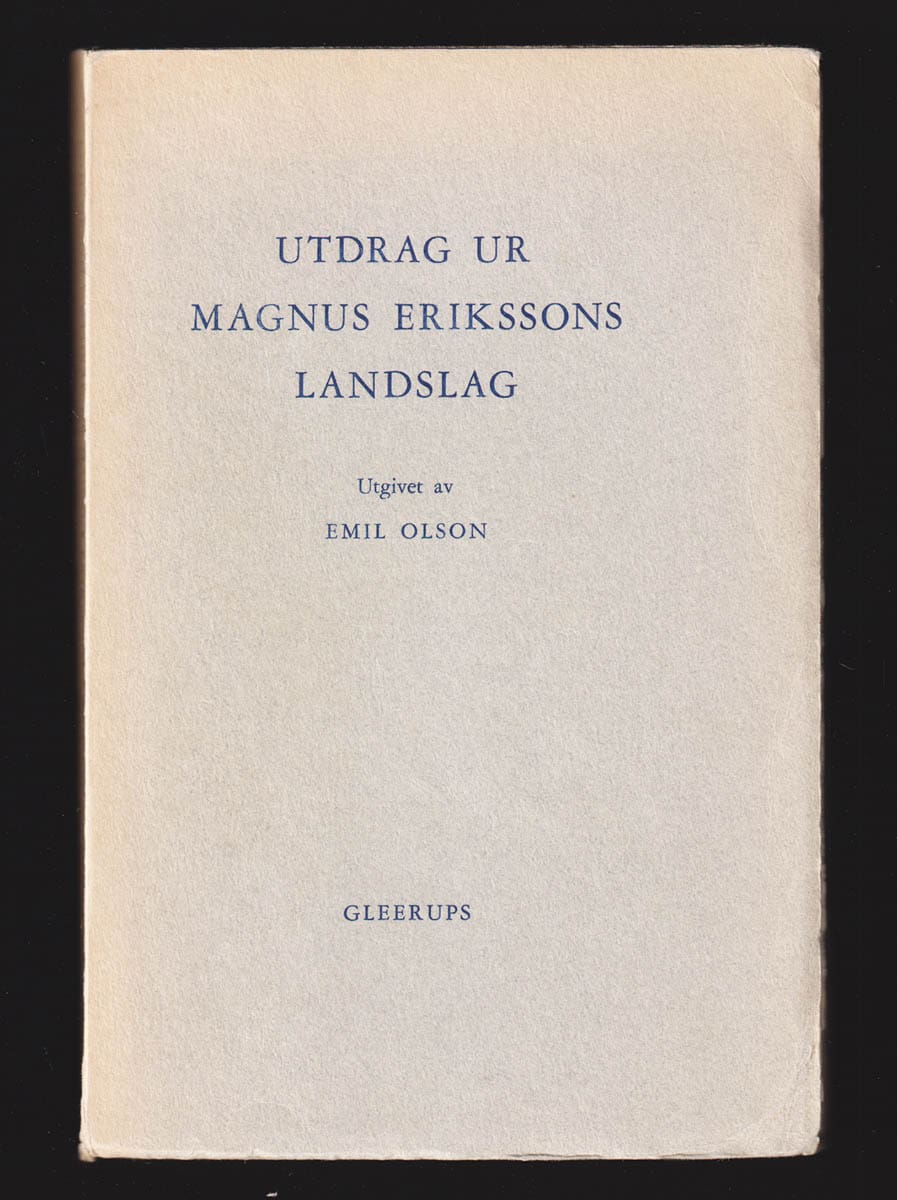 UTDRAG UR
MAGNUS ERIKSSONS
LANDSLAG
Utgivet av
EMIL OLSON
GLEERUPS